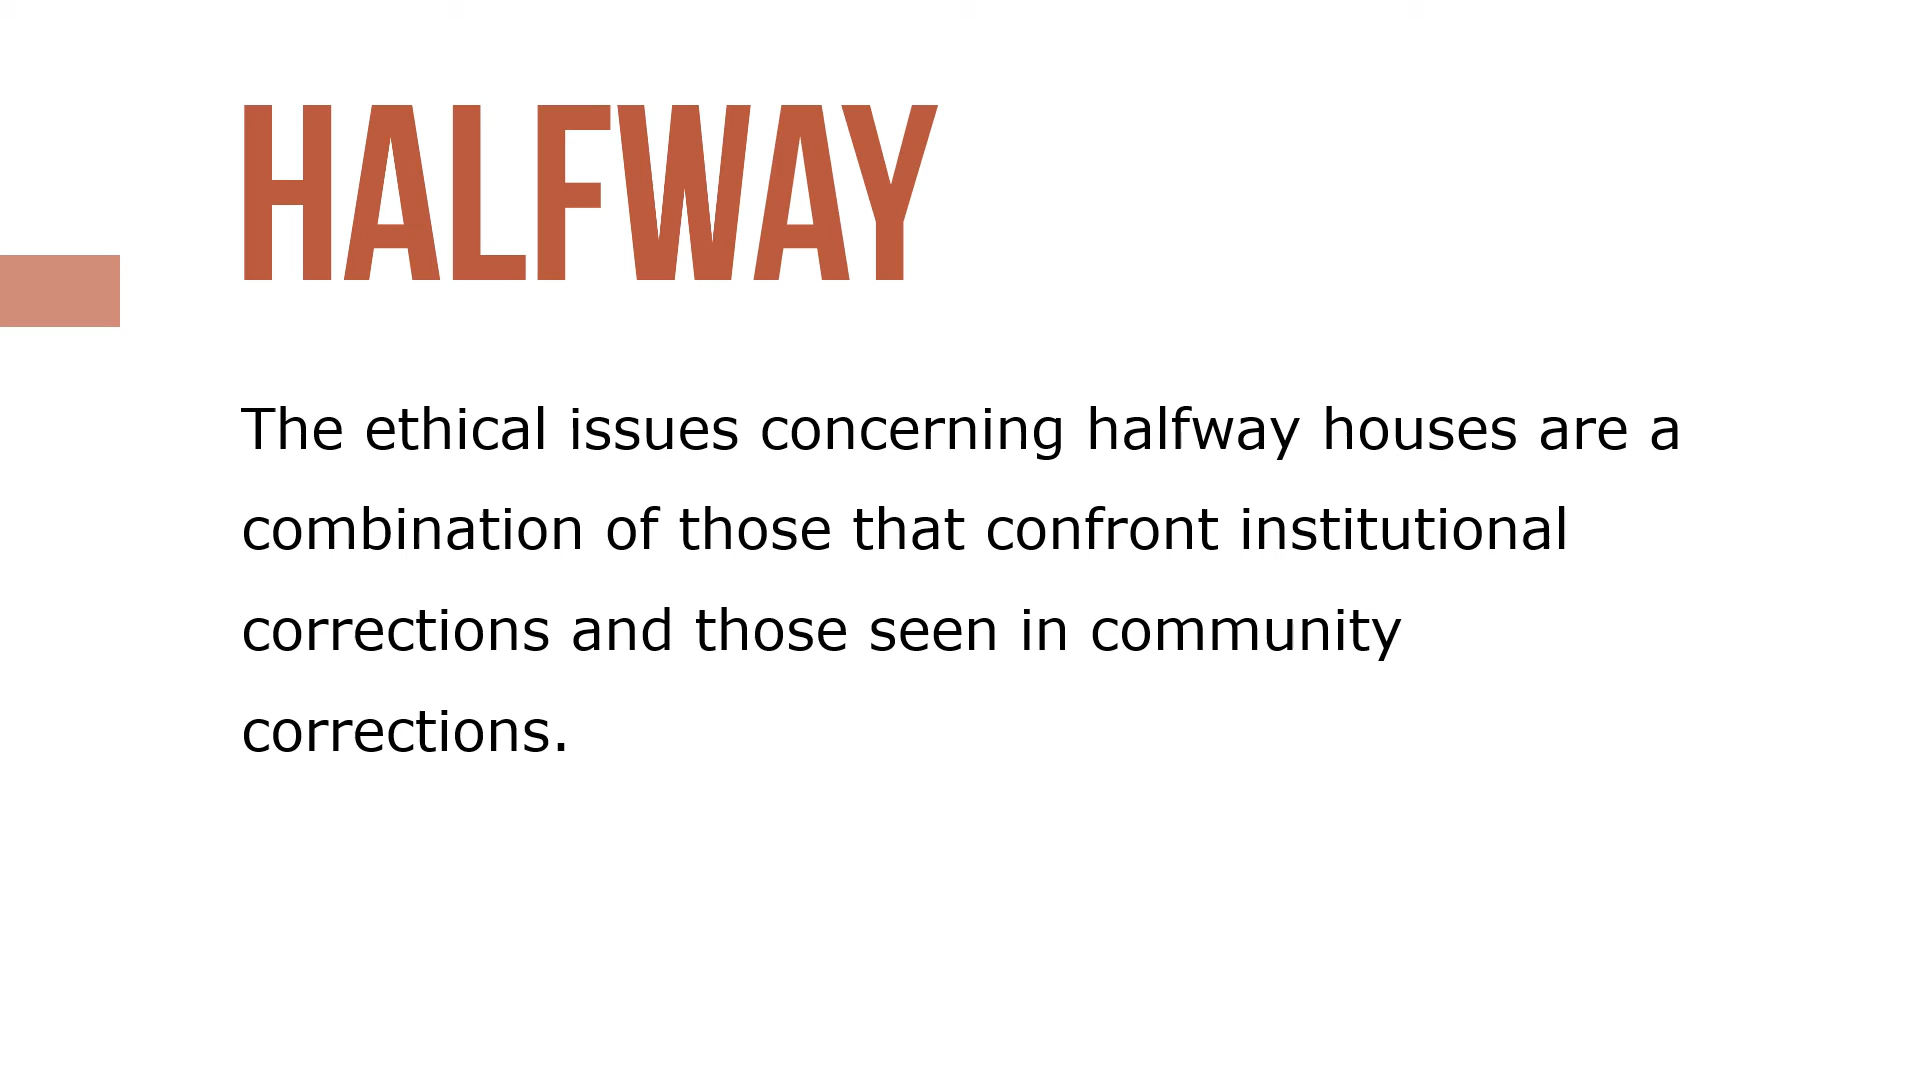 HALFWAY
The ethical issues concerning halfway houses are a
combination of those that confront institutional
corrections and those seen in community
corrections.